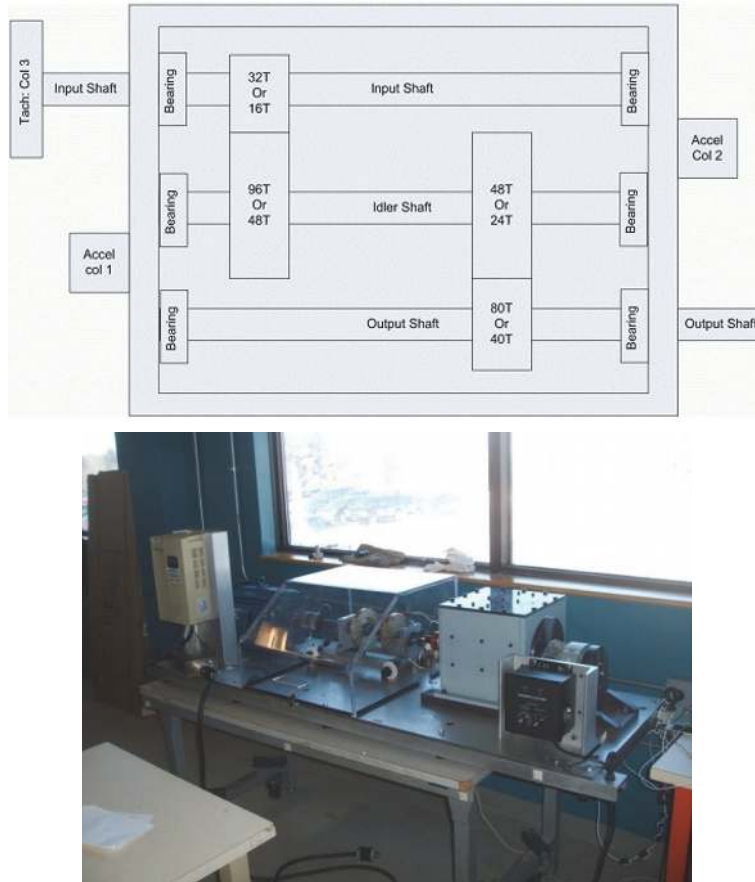 Tach: Col 3
Input Shaft
Bearing
32T
Or
16T
Input Shaft
Bearing
Accel
Col 2
Bearing
96T
Or
48T
Idler Shaft
48T
Or
24T
Bearing
Accel
col 1
Bearing
Output Shaft
80T
Or
40T
Bearing
Output Shaft